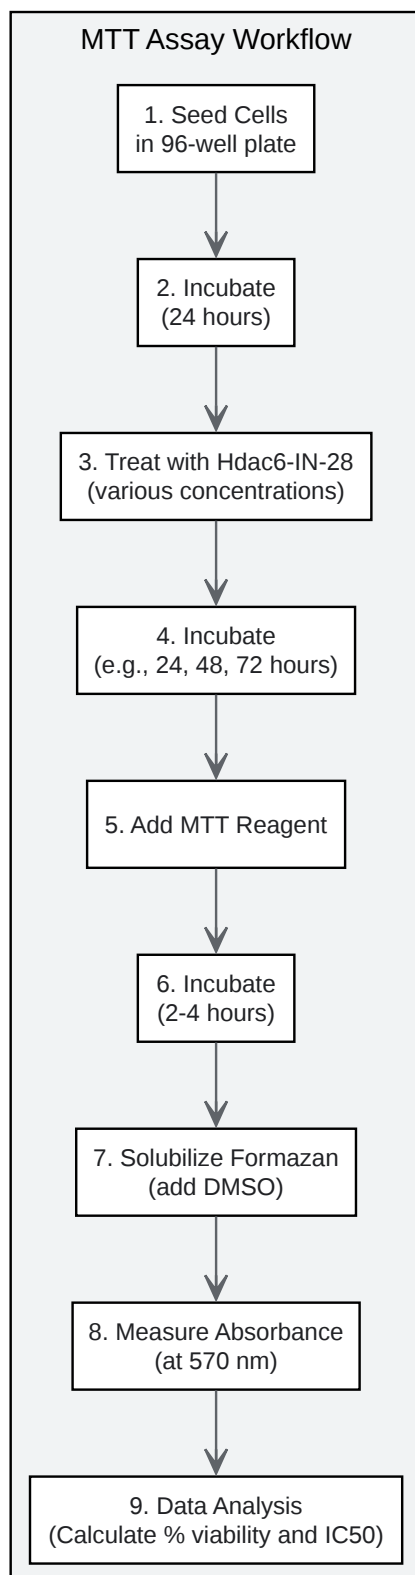 MTT Assay Workflow
1. Seed Cells
in 96-well plate
2. Incubate
(24 hours)
3. Treat with Hdac6-IN-28
(various concentrations)
4. Incubate
(e.g., 24, 48, 72 hours)
5. Add MTT Reagent
6. Incubate
(2-4 hours)
7. Solubilize Formazan
(add DMSO)
8. Measure Absorbance
(at 570 nm)
9. Data Analysis
(Calculate % viability and IC50)